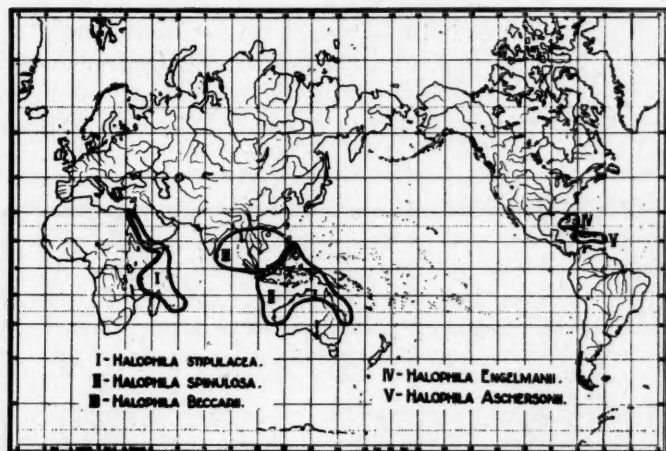 I
II
III
IV
V
I - HALOPHILA STIPULACEA.
II - HALOPHILA SPINULOSA.
III - HALOPHILA BECCARII.
IV - HALOPHILA ENGELMANII.
V - HALOPHILA ASCHERSONII.